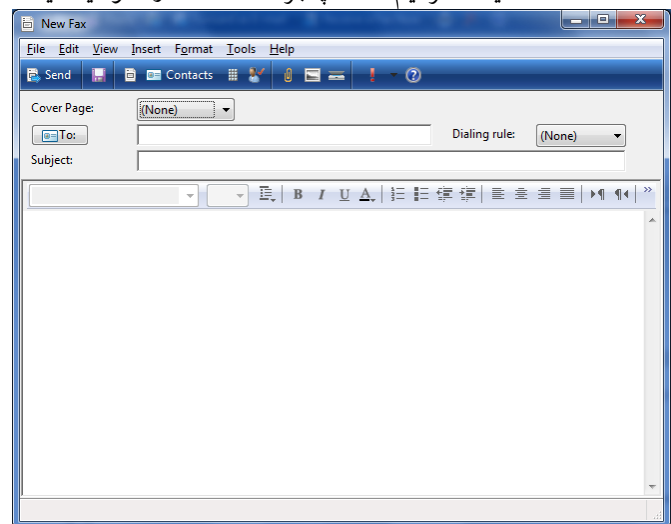 New Fax
File Edit View Insert Format Tools Help
Send Contacts
Cover Page: (None)
To: Dialing rule: (None)
Subject:
B I U A